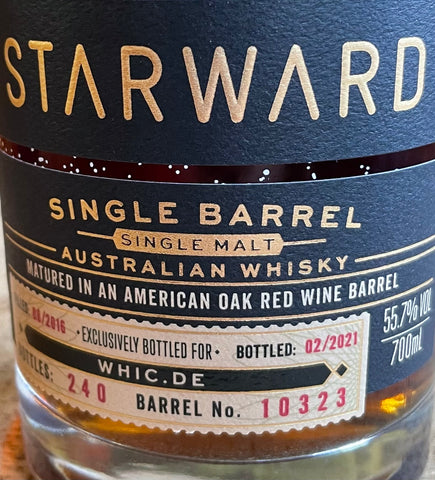 STARWARD
SINGLE BARREL
SINGLE MALT
AUSTRALIAN WHISKY
MATURED IN AN AMERICAN OAK RED WINE BARREL
55.7% VOL
700mL
/2016 •EXCLUSIVELY BOTTLED FOR• BOTTLED: 02/2021
WHIC.DE
BOTTLES: 240 BARREL No. 10323